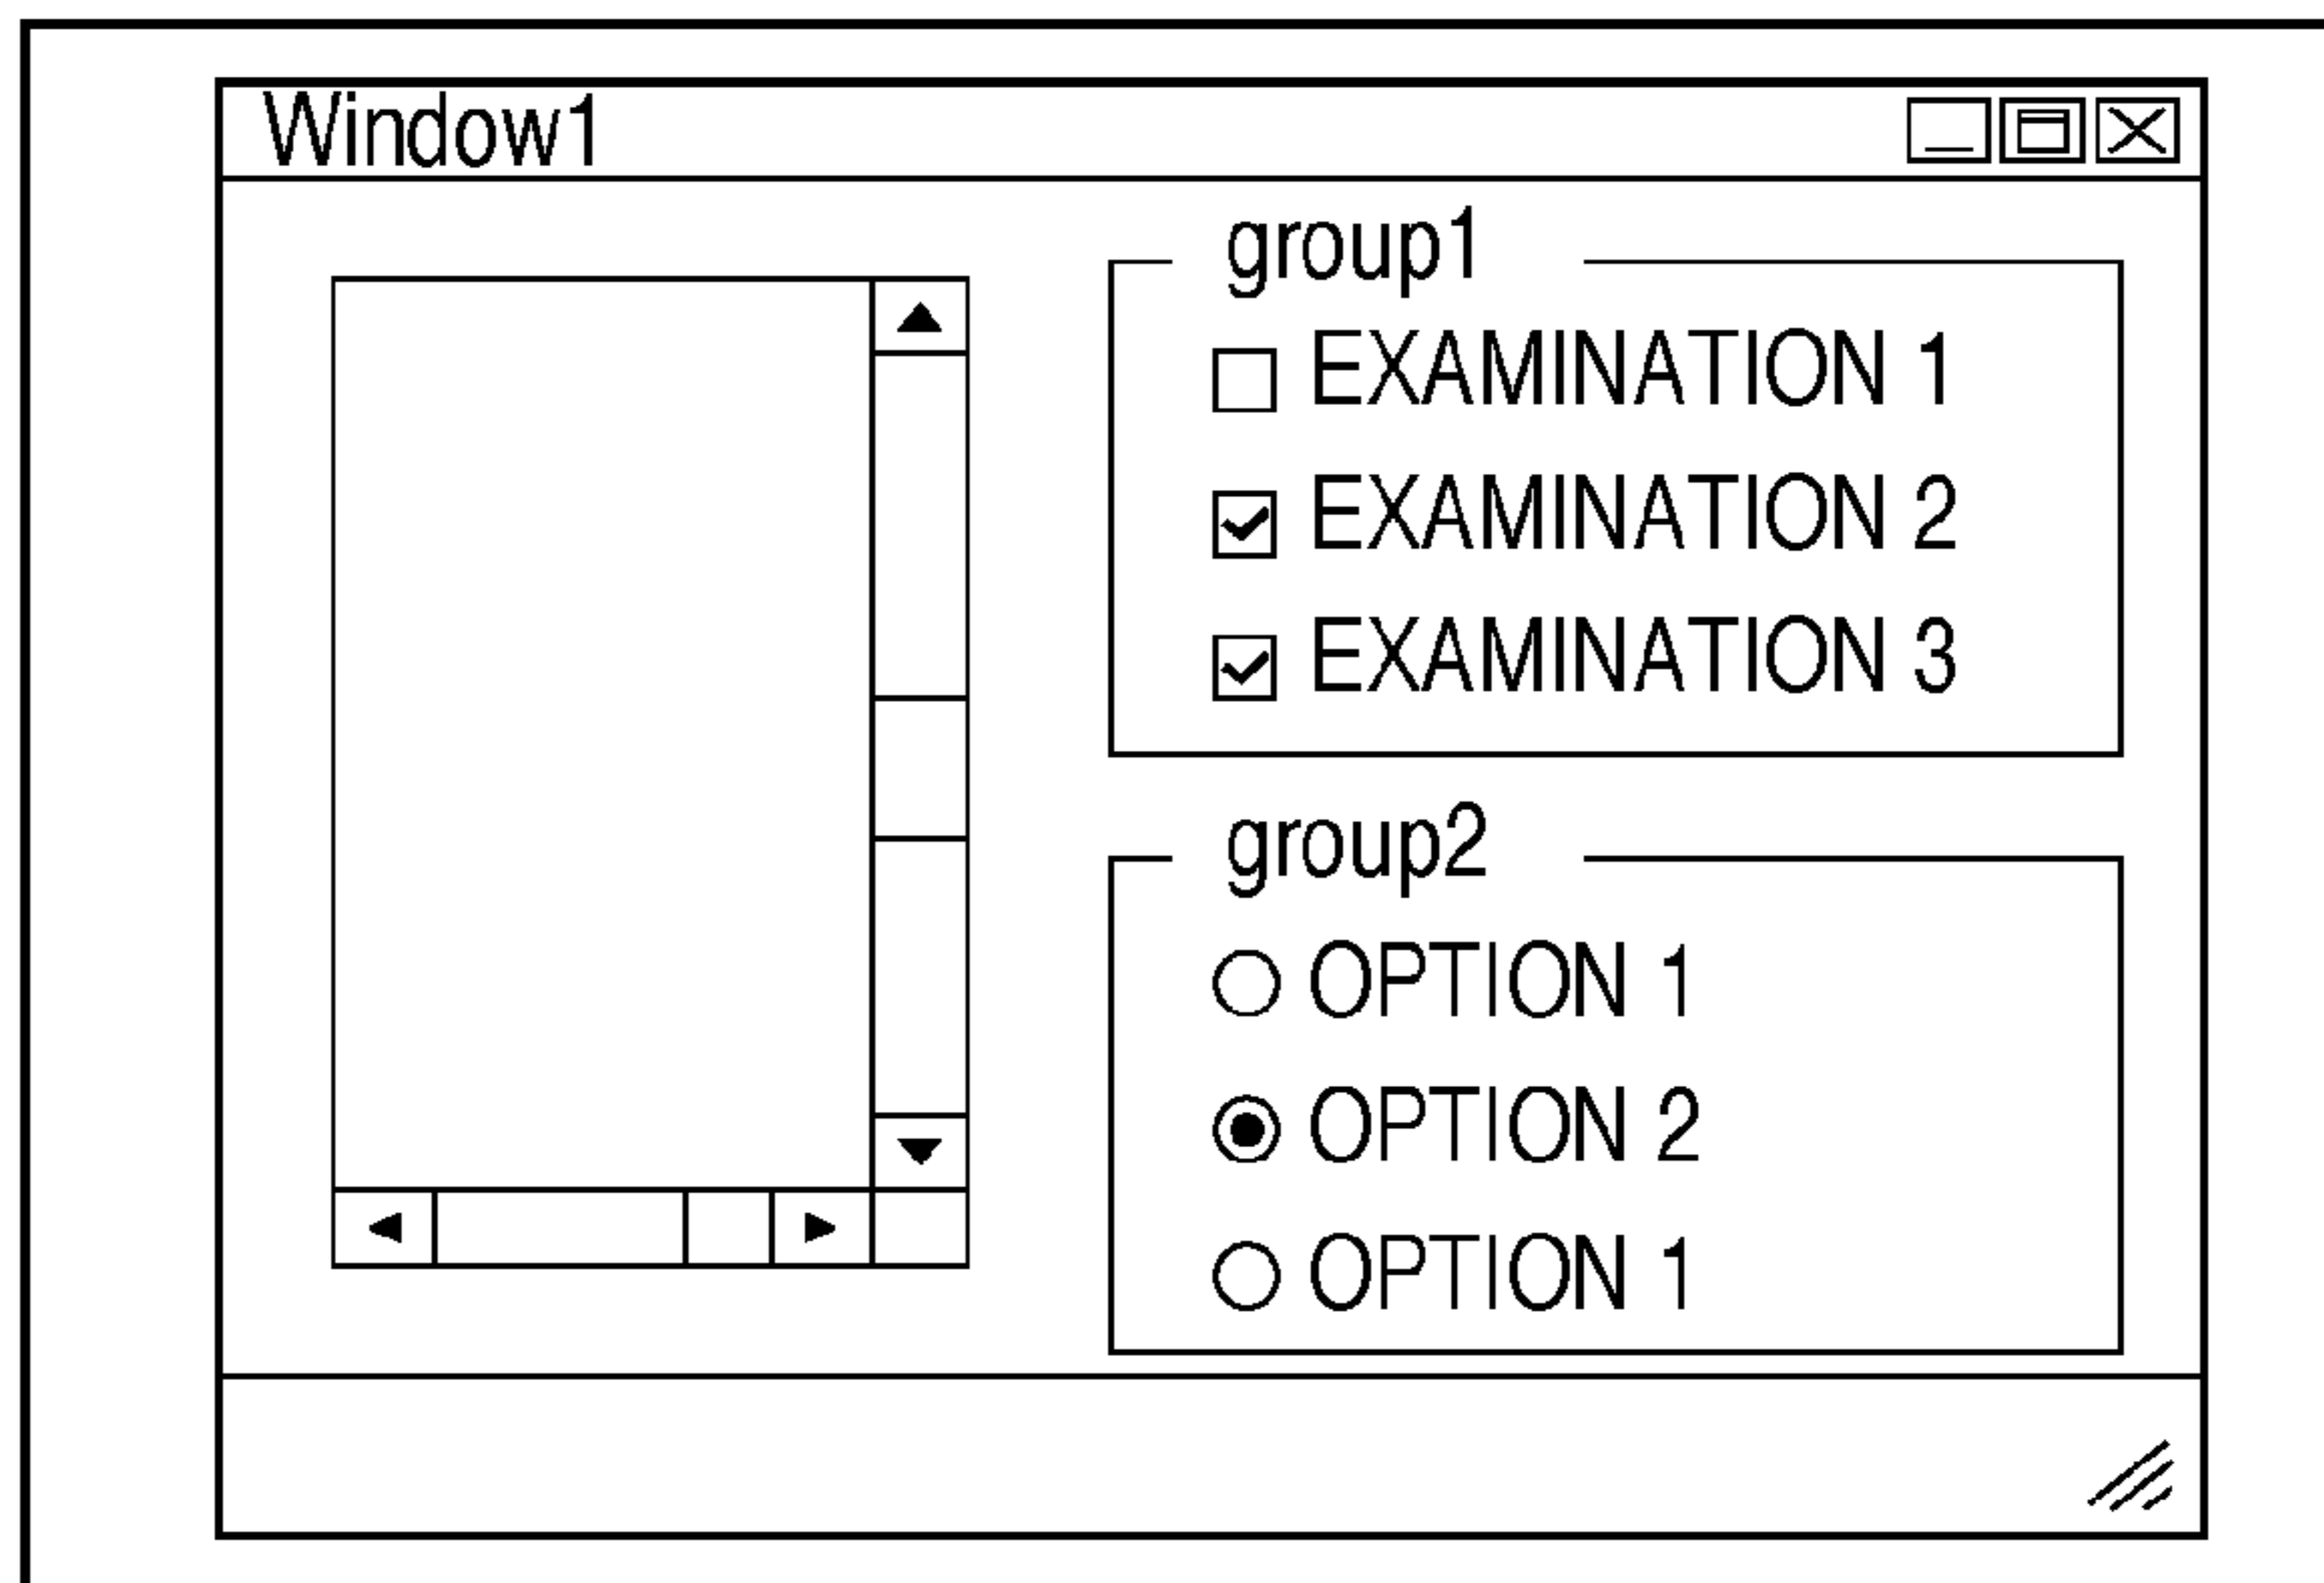 Window1
group1
EXAMINATION 1
EXAMINATION 2
EXAMINATION 3
group2
OPTION 1
OPTION 2
OPTION 1